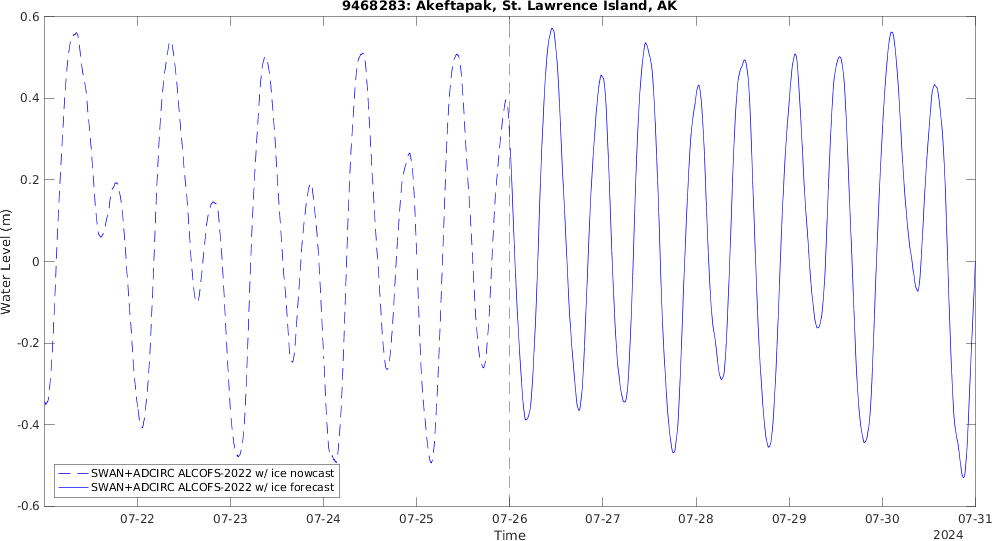 9468283: Akeftapak, St. Lawrence Island, AK
Water Level (m)
0.6
0.4
0.2
0
-0.2
-0.4
-0.6
SWAN+ADCIRC ALCOFS-2022 w/ ice nowcast
SWAN+ADCIRC ALCOFS-2022 w/ ice forecast
07-22 07-23 07-24 07-25 07-26 07-27 07-28 07-29 07-30 07-31
Time
2024